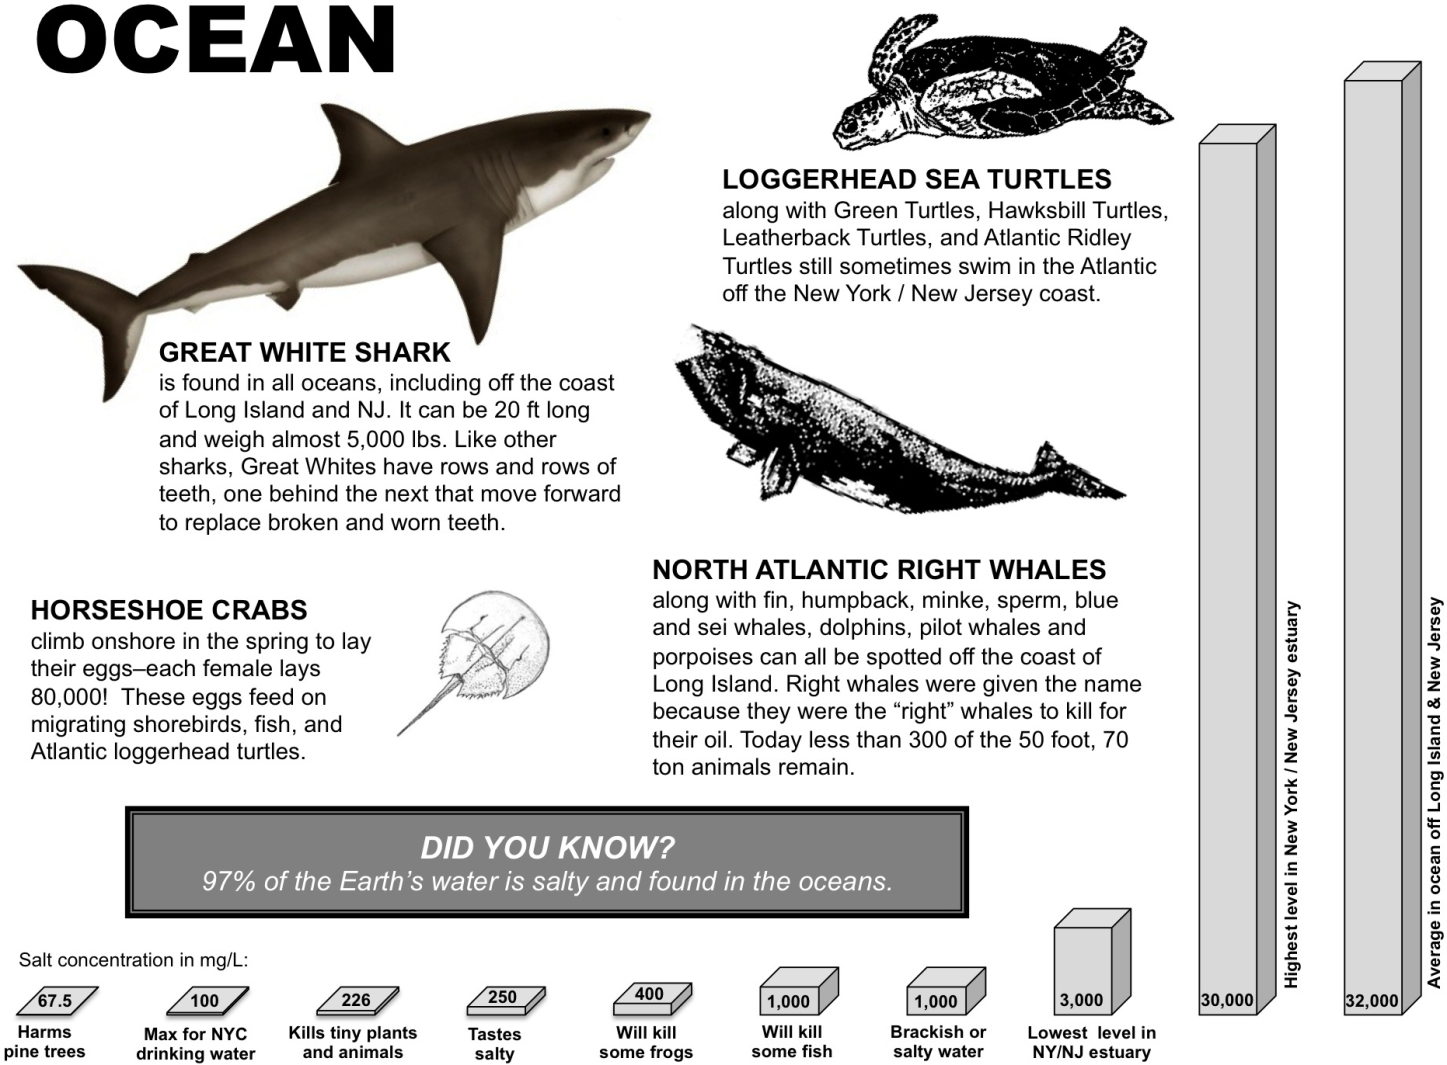 OCEAN
LOGGERHEAD SEA TURTLES
along with Green Turtles, Hawksbill Turtles,
Leatherback Turtles, and Atlantic Ridley
Turtles still sometimes swim in the Atlantic
off the New York / New Jersey coast.
GREAT WHITE SHARK
is found in all oceans, including off the coast
of Long Island and NJ. It can be 20 ft long
and weigh almost 5,000 lbs. Like other
sharks, Great Whites have rows and rows of
teeth, one behind the next that move forward
to replace broken and worn teeth.
NORTH ATLANTIC RIGHT WHALES
along with fin, humpback, minke, sperm, blue
and sei whales, dolphins, pilot whales and
porpoises can all be spotted off the coast of
Long Island. Right whales were given the name
because they were the “right” whales to kill for
their oil. Today less than 300 of the 50 foot, 70
ton animals remain.
HORSESHOE CRABS
climb onshore in the spring to lay
their eggs–each female lays
80,000!  These eggs feed on
migrating shorebirds, fish, and
Atlantic loggerhead turtles.
DID YOU KNOW?
97% of the Earth’s water is salty and found in the oceans.
Salt concentration in mg/L:
67.5
Harms
pine trees
100
Max for NYC
drinking water
226
Kills tiny plants
and animals
250
Tastes
salty
400
Will kill
some frogs
1,000
Will kill
some fish
1,000
Brackish or
salty water
3,000
Lowest level in
NY/NJ estuary
30,000
Highest level in New York / New Jersey estuary
32,000
Average in ocean off Long Island & New Jersey